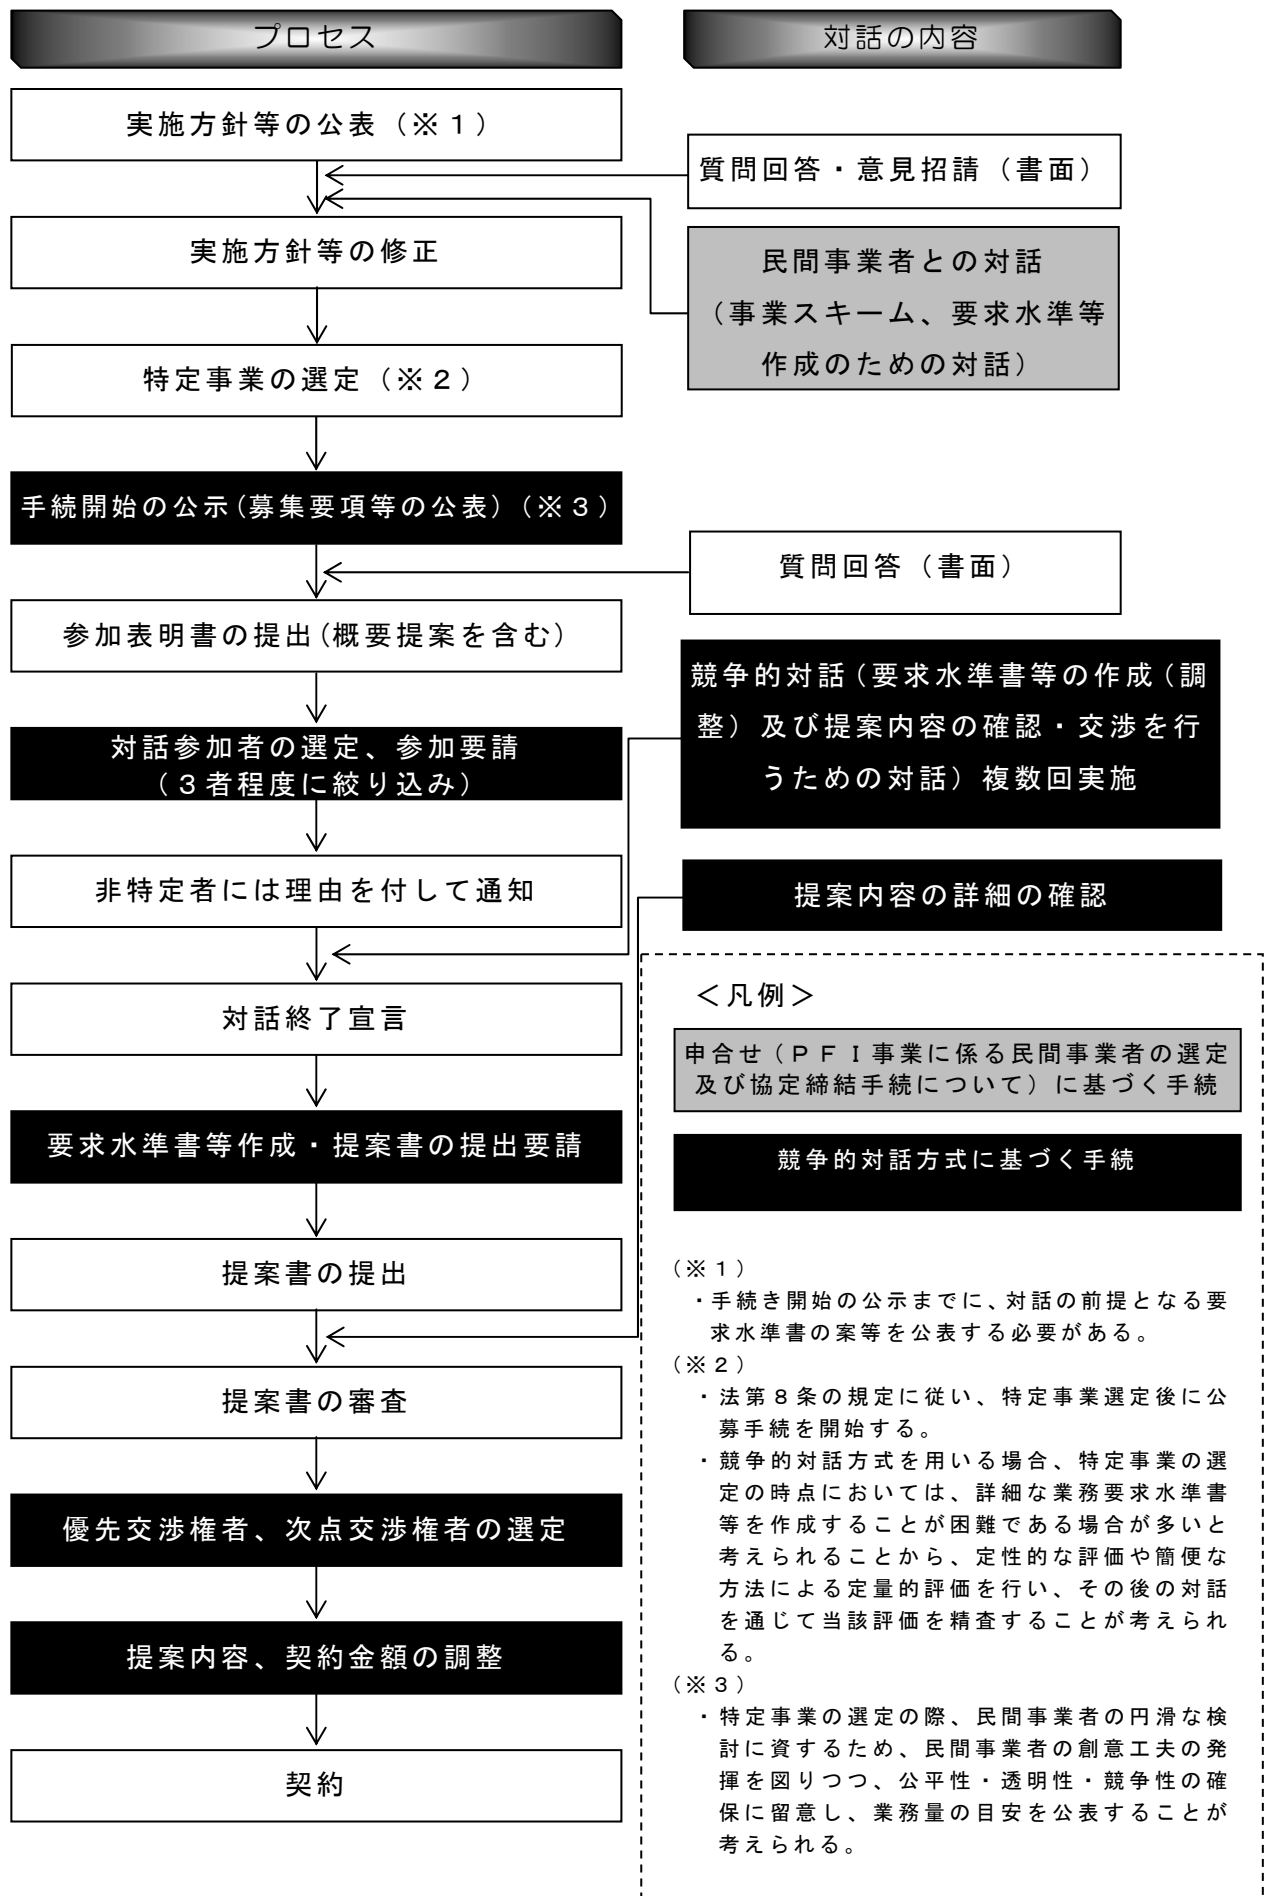 プロセス
対話の内容
実施方針等の公表（※１）
質問回答・意見招請（書面）
実施方針等の修正
民間事業者との対話
（事業スキーム、要求水準等
作成のための対話）
特定事業の選定（※２）
手続開始の公示(募集要項等の公表)（※３）
質問回答（書面）
参加表明書の提出(概要提案を含む)
競争的対話(要求水準書等の作成(調
整）及び提案内容の確認・交渉を行
うための対話）複数回実施
対話参加者の選定、参加要請
（３者程度に絞り込み）
非特定者には理由を付して通知
提案内容の詳細の確認
対話終了宣言
要求水準書等作成・提案書の提出要請
提案書の提出
提案書の審査
優先交渉権者、次点交渉権者の選定
提案内容、契約金額の調整
契約
＜凡例＞
申合せ（ＰＦＩ事業に係る民間事業者の選定
及び協定締結手続について）に基づく手続
競争的対話方式に基づく手続
（※１）
・手続き開始の公示までに、対話の前提となる要
求水準書の案等を公表する必要がある。
（※２）
・法第８条の規定に従い、特定事業選定後に公
募手続を開始する。
・競争的対話方式を用いる場合、特定事業の選
定の時点においては、詳細な業務要求水準書
等を作成することが困難である場合が多いと
考えられることから、定性的な評価や簡便な
方法による定量的評価を行い、その後の対話
を通じて当該評価を精査することが考えられ
る。
（※３）
・特定事業の選定の際、民間事業者の円滑な検
討に資するため、民間事業者の創意工夫の発
揮を図りつつ、公平性・透明性・競争性の確
保に留意し、業務量の目安を公表することが
考えられる。